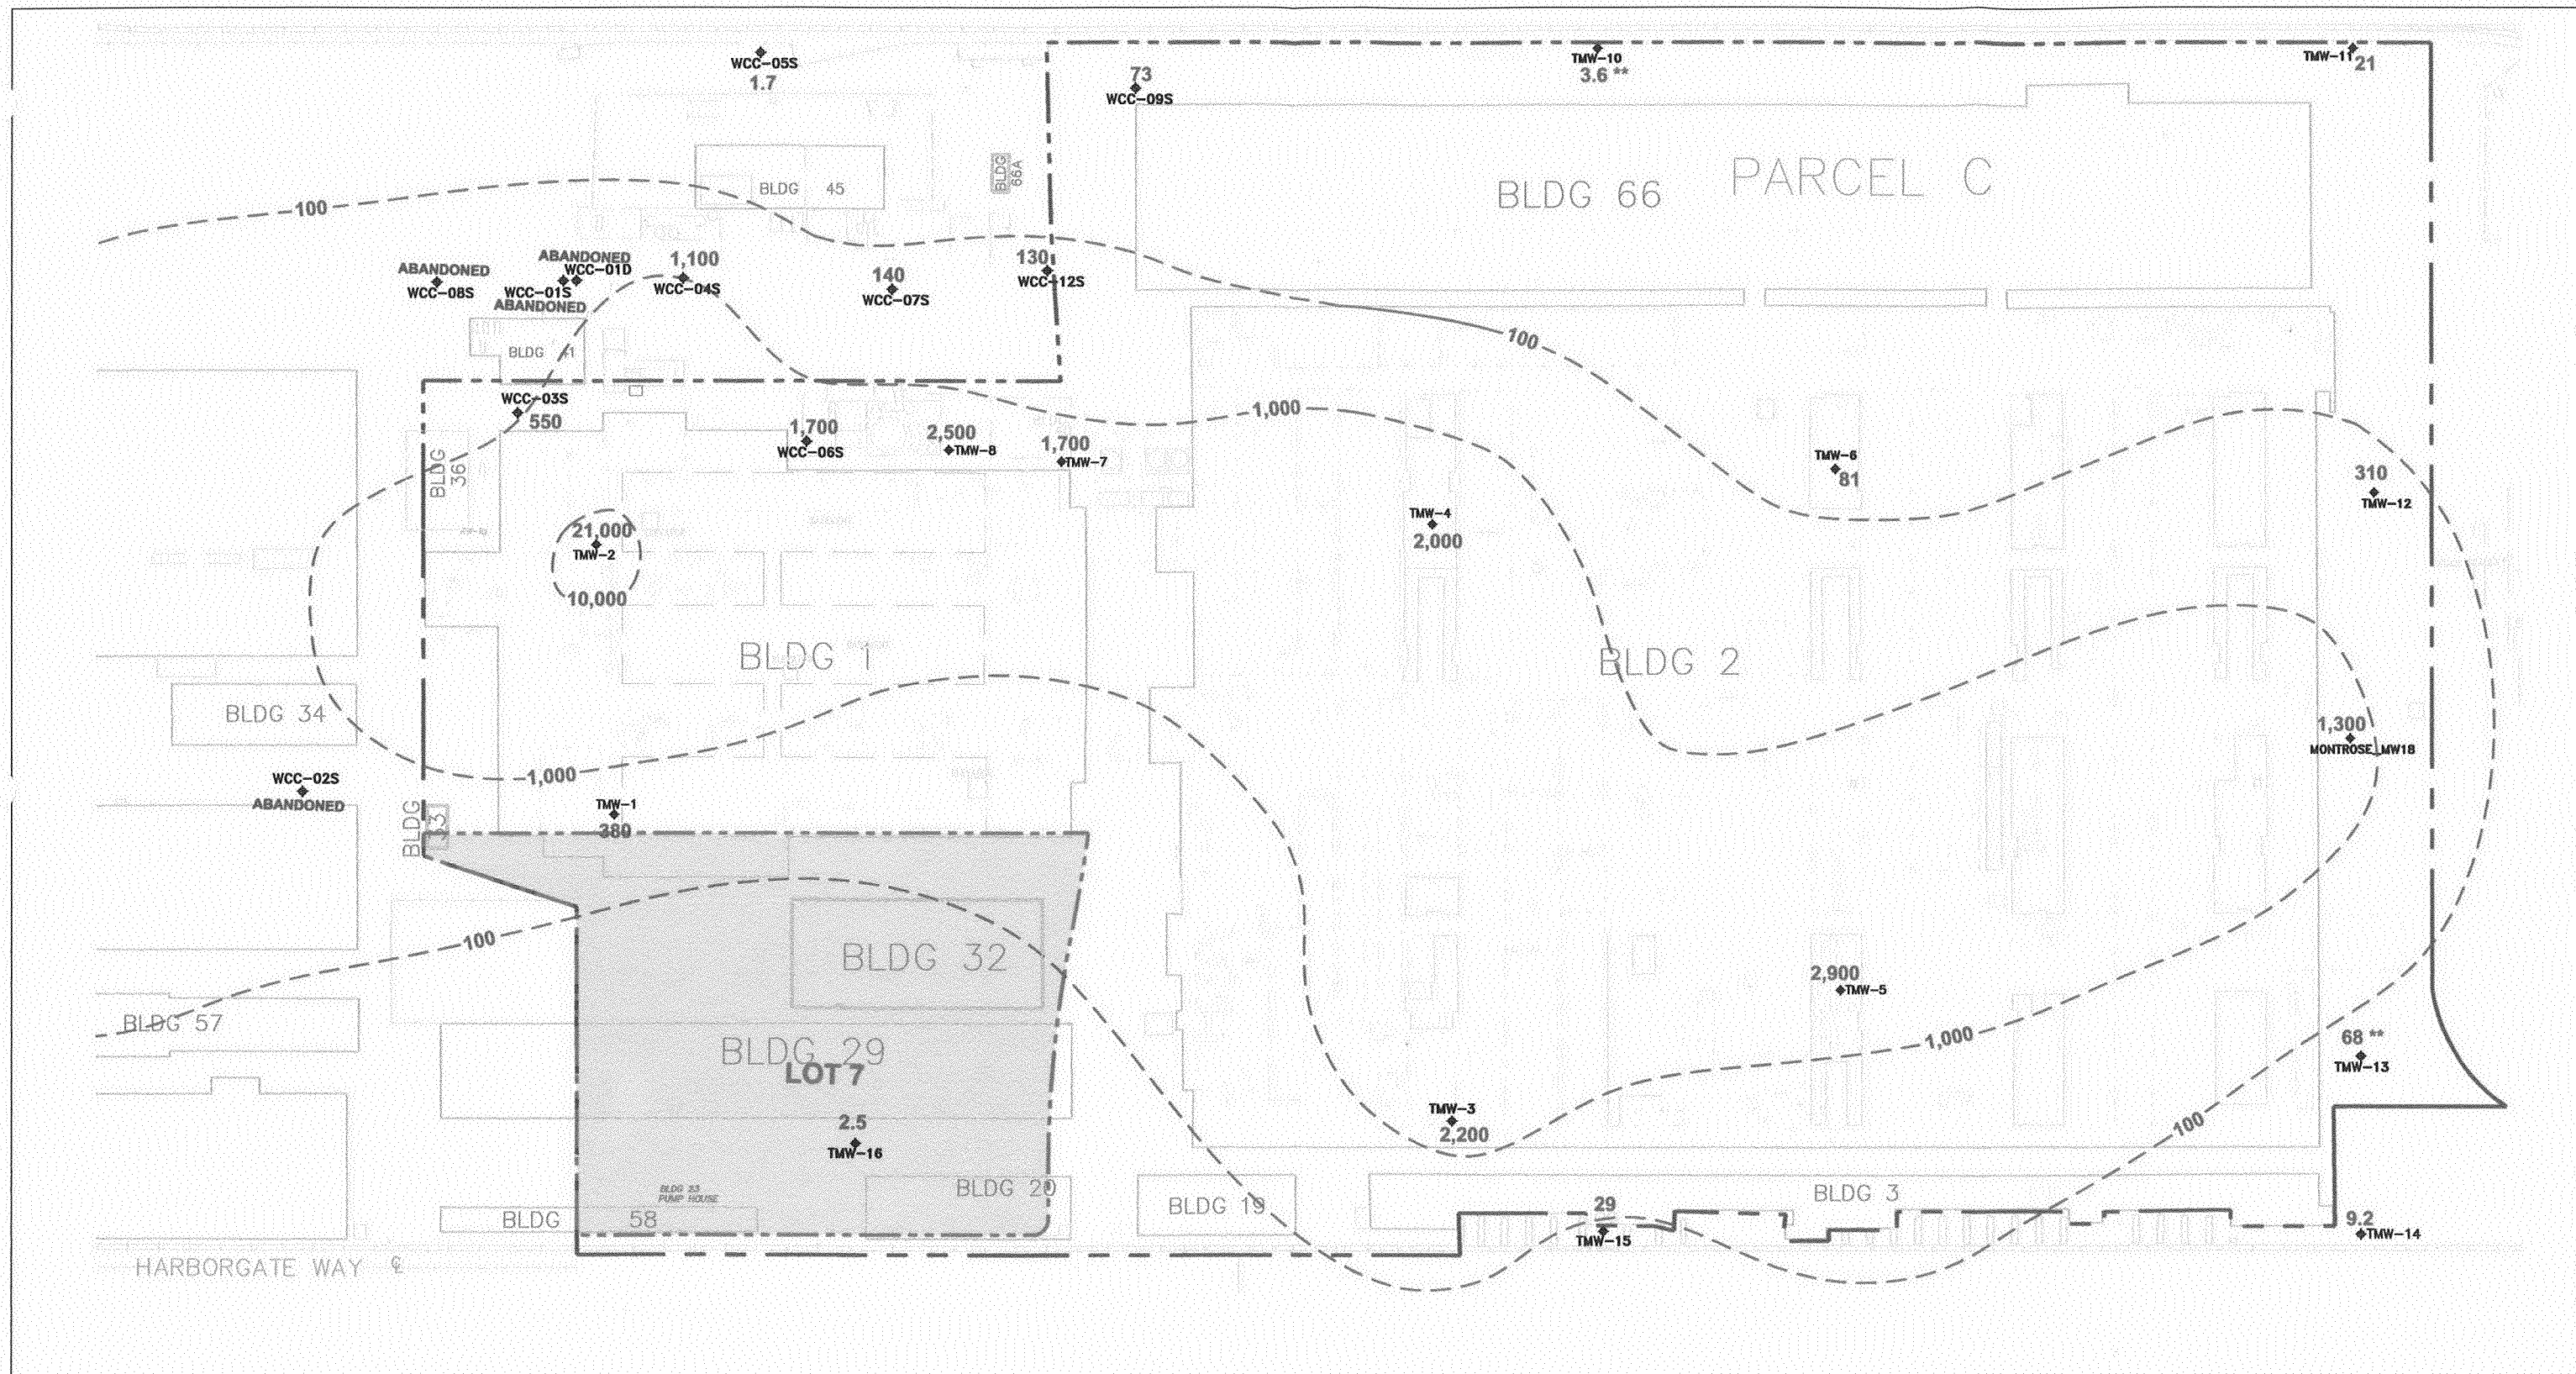 WCC-05S
1.7
73
WCC-09S
TMW-10
3.6 **
TMW-11
21
BLDG 45
BLDG
66A
BLDG 66
PARCEL C
100
ABANDONED
WCC-08S
ABANDONED
WCC-01D
WCC-01S
ABANDONED
1,100
WCC-04S
140
WCC-07S
130
WCC-12S
BLDG 41
100
WCC-03S
550
1,000
1,700
WCC-06S
2,500
TMW-8
1,700
TMW-7
BLDG
36
TMW-6
81
310
TMW-12
TMW-4
2,000
21,000
TMW-2
10,000
BLDG 1
BLDG 2
BLDG 34
1,300
MONTROSE_MW18
WCC-02S
ABANDONED
1,000
TMW-1
380
BLDG
33
100
BLDG 32
2,900
TMW-5
BLDG 57
BLDG 29
LOT 7
1,000
68 **
TMW-13
2.5
TMW-16
TMW-3
2,200
100
BLDG 23
PUMP HOUSE
BLDG 20
BLDG 58
BLDG 19
29
TMW-15
BLDG 3
9.2
TMW-14
HARBORGATE WAY ℄